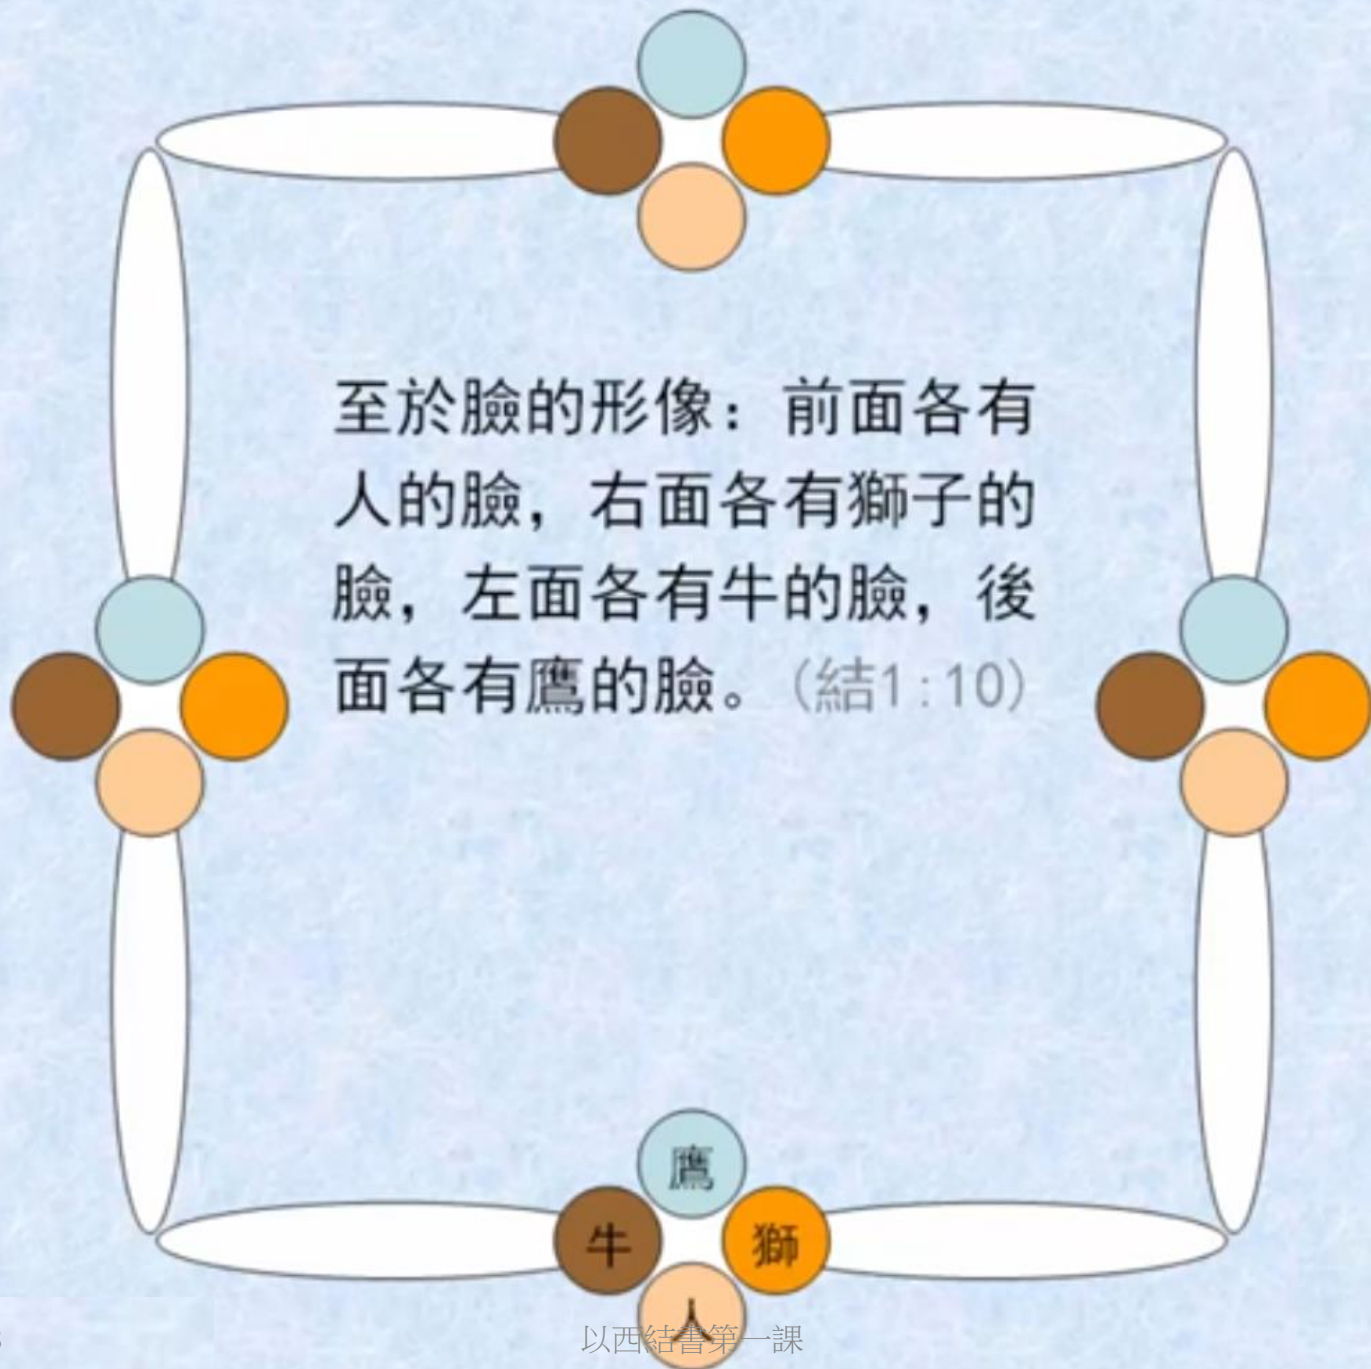 至於臉的形像：前面各有
人的臉，右面各有獅子的
臉，左面各有牛的臉，後
面各有鷹的臉。(結1:10)
鷹
牛 獅
人
以西結書第一課